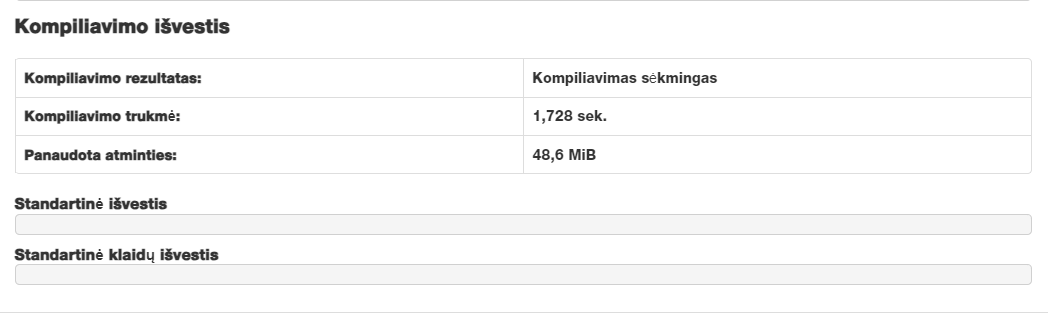 Kompiliavimo išvestis
Kompiliavimo rezultatas: Kompiliavimas sėkmingas
Kompiliavimo trukmė: 1,728 sek.
Panaudota atminties: 48,6 MiB
Standartinė išvestis
Standartinė klaidų išvestis